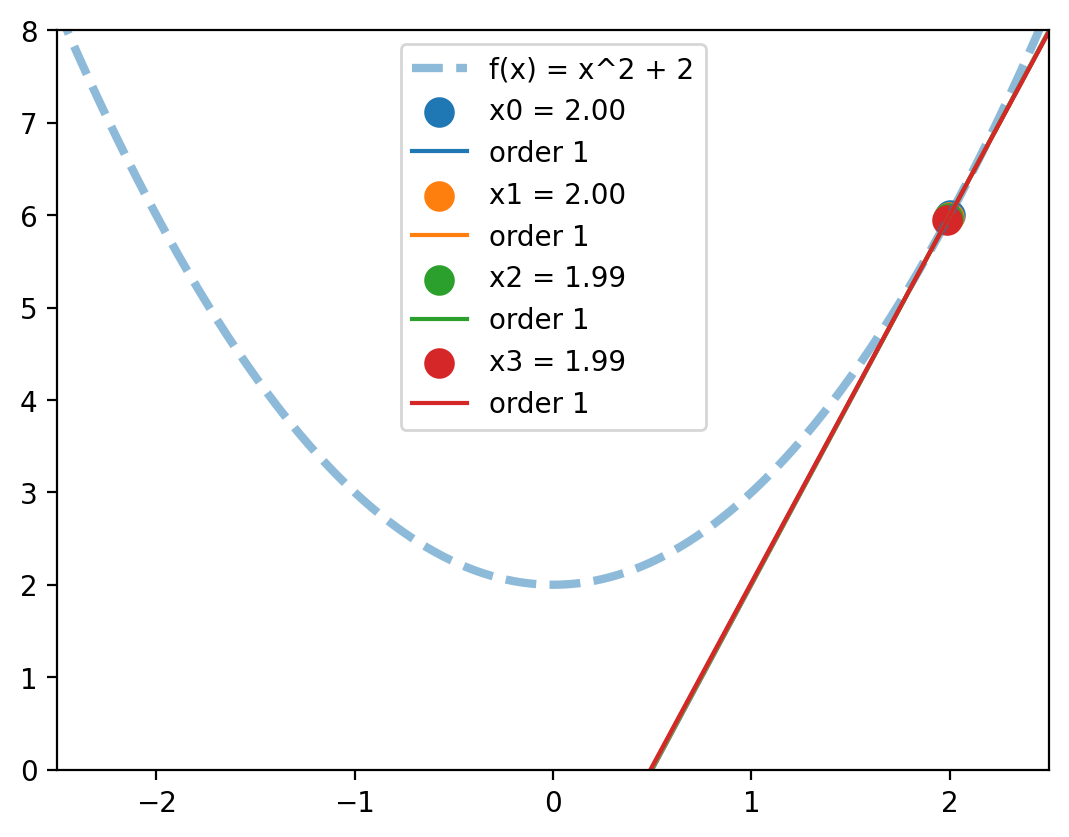 8
7
6
5
4
3
2
1
0
f(x) = x^2 + 2
x0 = 2.00
order 1
x1 = 2.00
order 1
x2 = 1.99
order 1
x3 = 1.99
order 1
−2 −1 0 1 2